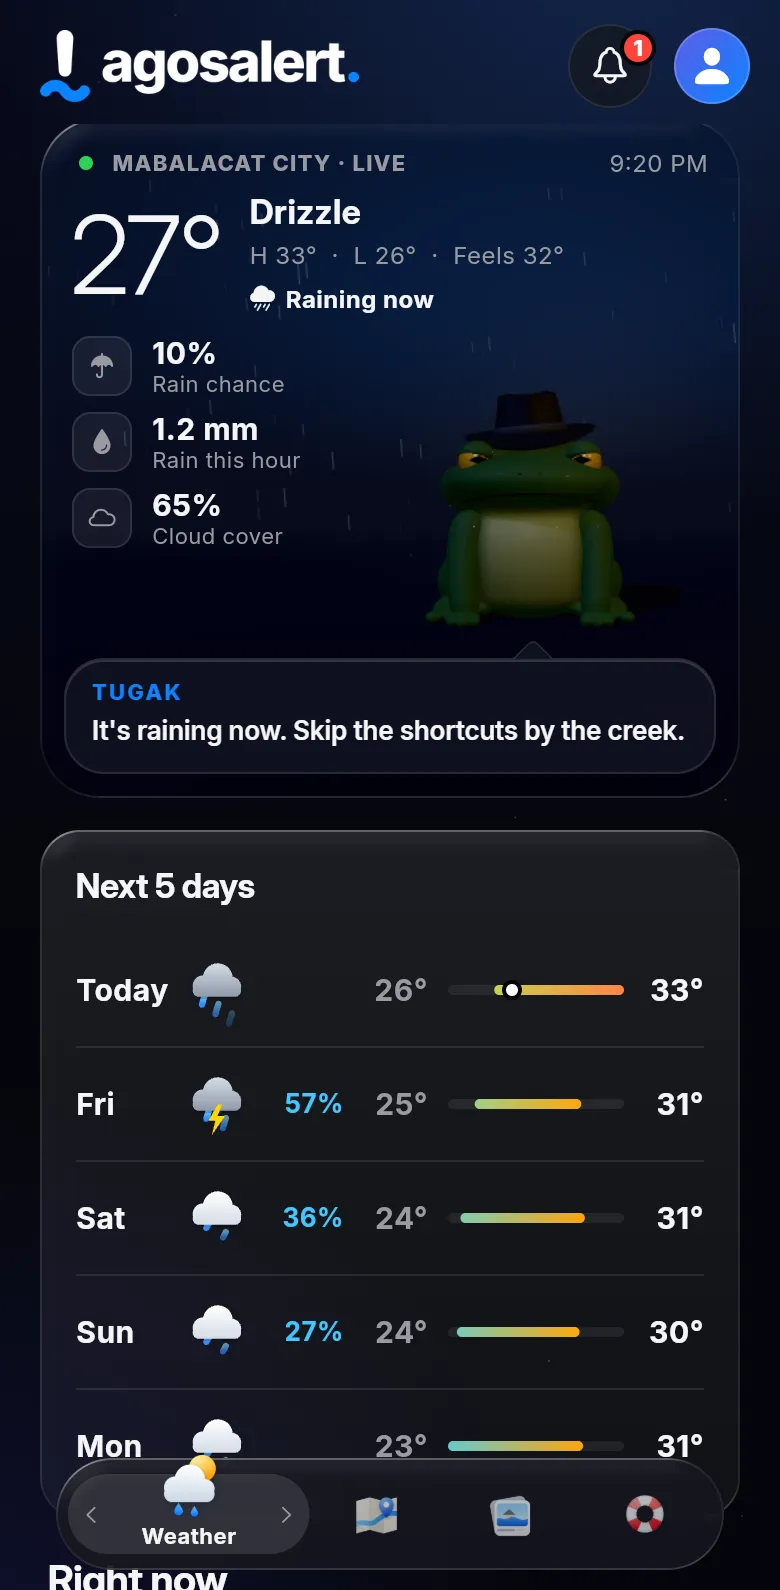 agosalert.
1
MABALACAT CITY · LIVE
9:20 PM
27°
Drizzle
H 33° · L 26° · Feels 32°
Raining now
10%
Rain chance
1.2 mm
Rain this hour
65%
Cloud cover
TUGAK
It's raining now. Skip the shortcuts by the creek.
Next 5 days
Today 26° 33°
Fri 57% 25° 31°
Sat 36% 24° 31°
Sun 27% 24° 30°
Mon 23° 31°
Weather
Right now